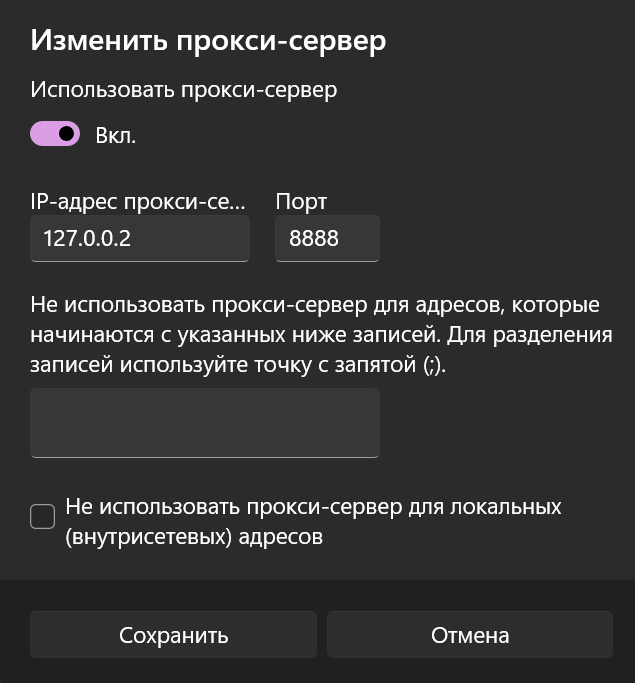 Изменить прокси-сервер
Использовать прокси-сервер
Вкл.
IP-адрес прокси-се... Порт
127.0.0.2 8888
Не использовать прокси-сервер для адресов, которые
начинаются с указанных ниже записей. Для разделения
записей используйте точку с запятой (;).
Не использовать прокси-сервер для локальных
(внутрисетевых) адресов
Сохранить Отмена